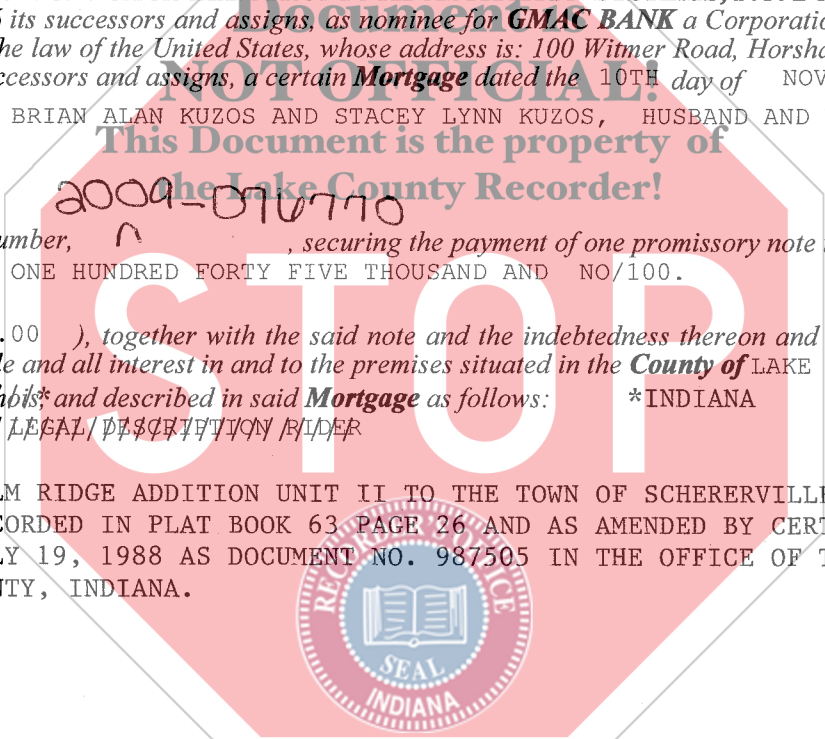 Document is
its successors and assigns, as nominee for GMAC BANK a Corporatio
he law of the United States, whose address is: 100 Witmer Road, Horsha
ccessors and assigns, a certain Mortgage dated the 10TH day of NOV
NOT OFFICIAL!
BRIAN ALAN KUZOS AND STACEY LYNN KUZOS, HUSBAND AND
This Document is the property of
the Lake County Recorder!
2009-076770
umber, , securing the payment of one promissory note
ONE HUNDRED FORTY FIVE THOUSAND AND NO/100.
STOP
.00 ), together with the said note and the indebtedness thereon and
le and all interest in and to the premises situated in the County of LAKE
and described in said Mortgage as follows: *INDIANA
LEGAL DESCRIPTION RIDER
LM RIDGE ADDITION UNIT II TO THE TOWN OF SCHERERVILLE
CORDED IN PLAT BOOK 63 PAGE 26 AND AS AMENDED BY CERT
LY 19, 1988 AS DOCUMENT NO. 987505 IN THE OFFICE OF T
NTY, INDIANA.
RECORDER'S OFFICE
SEAL
INDIANA